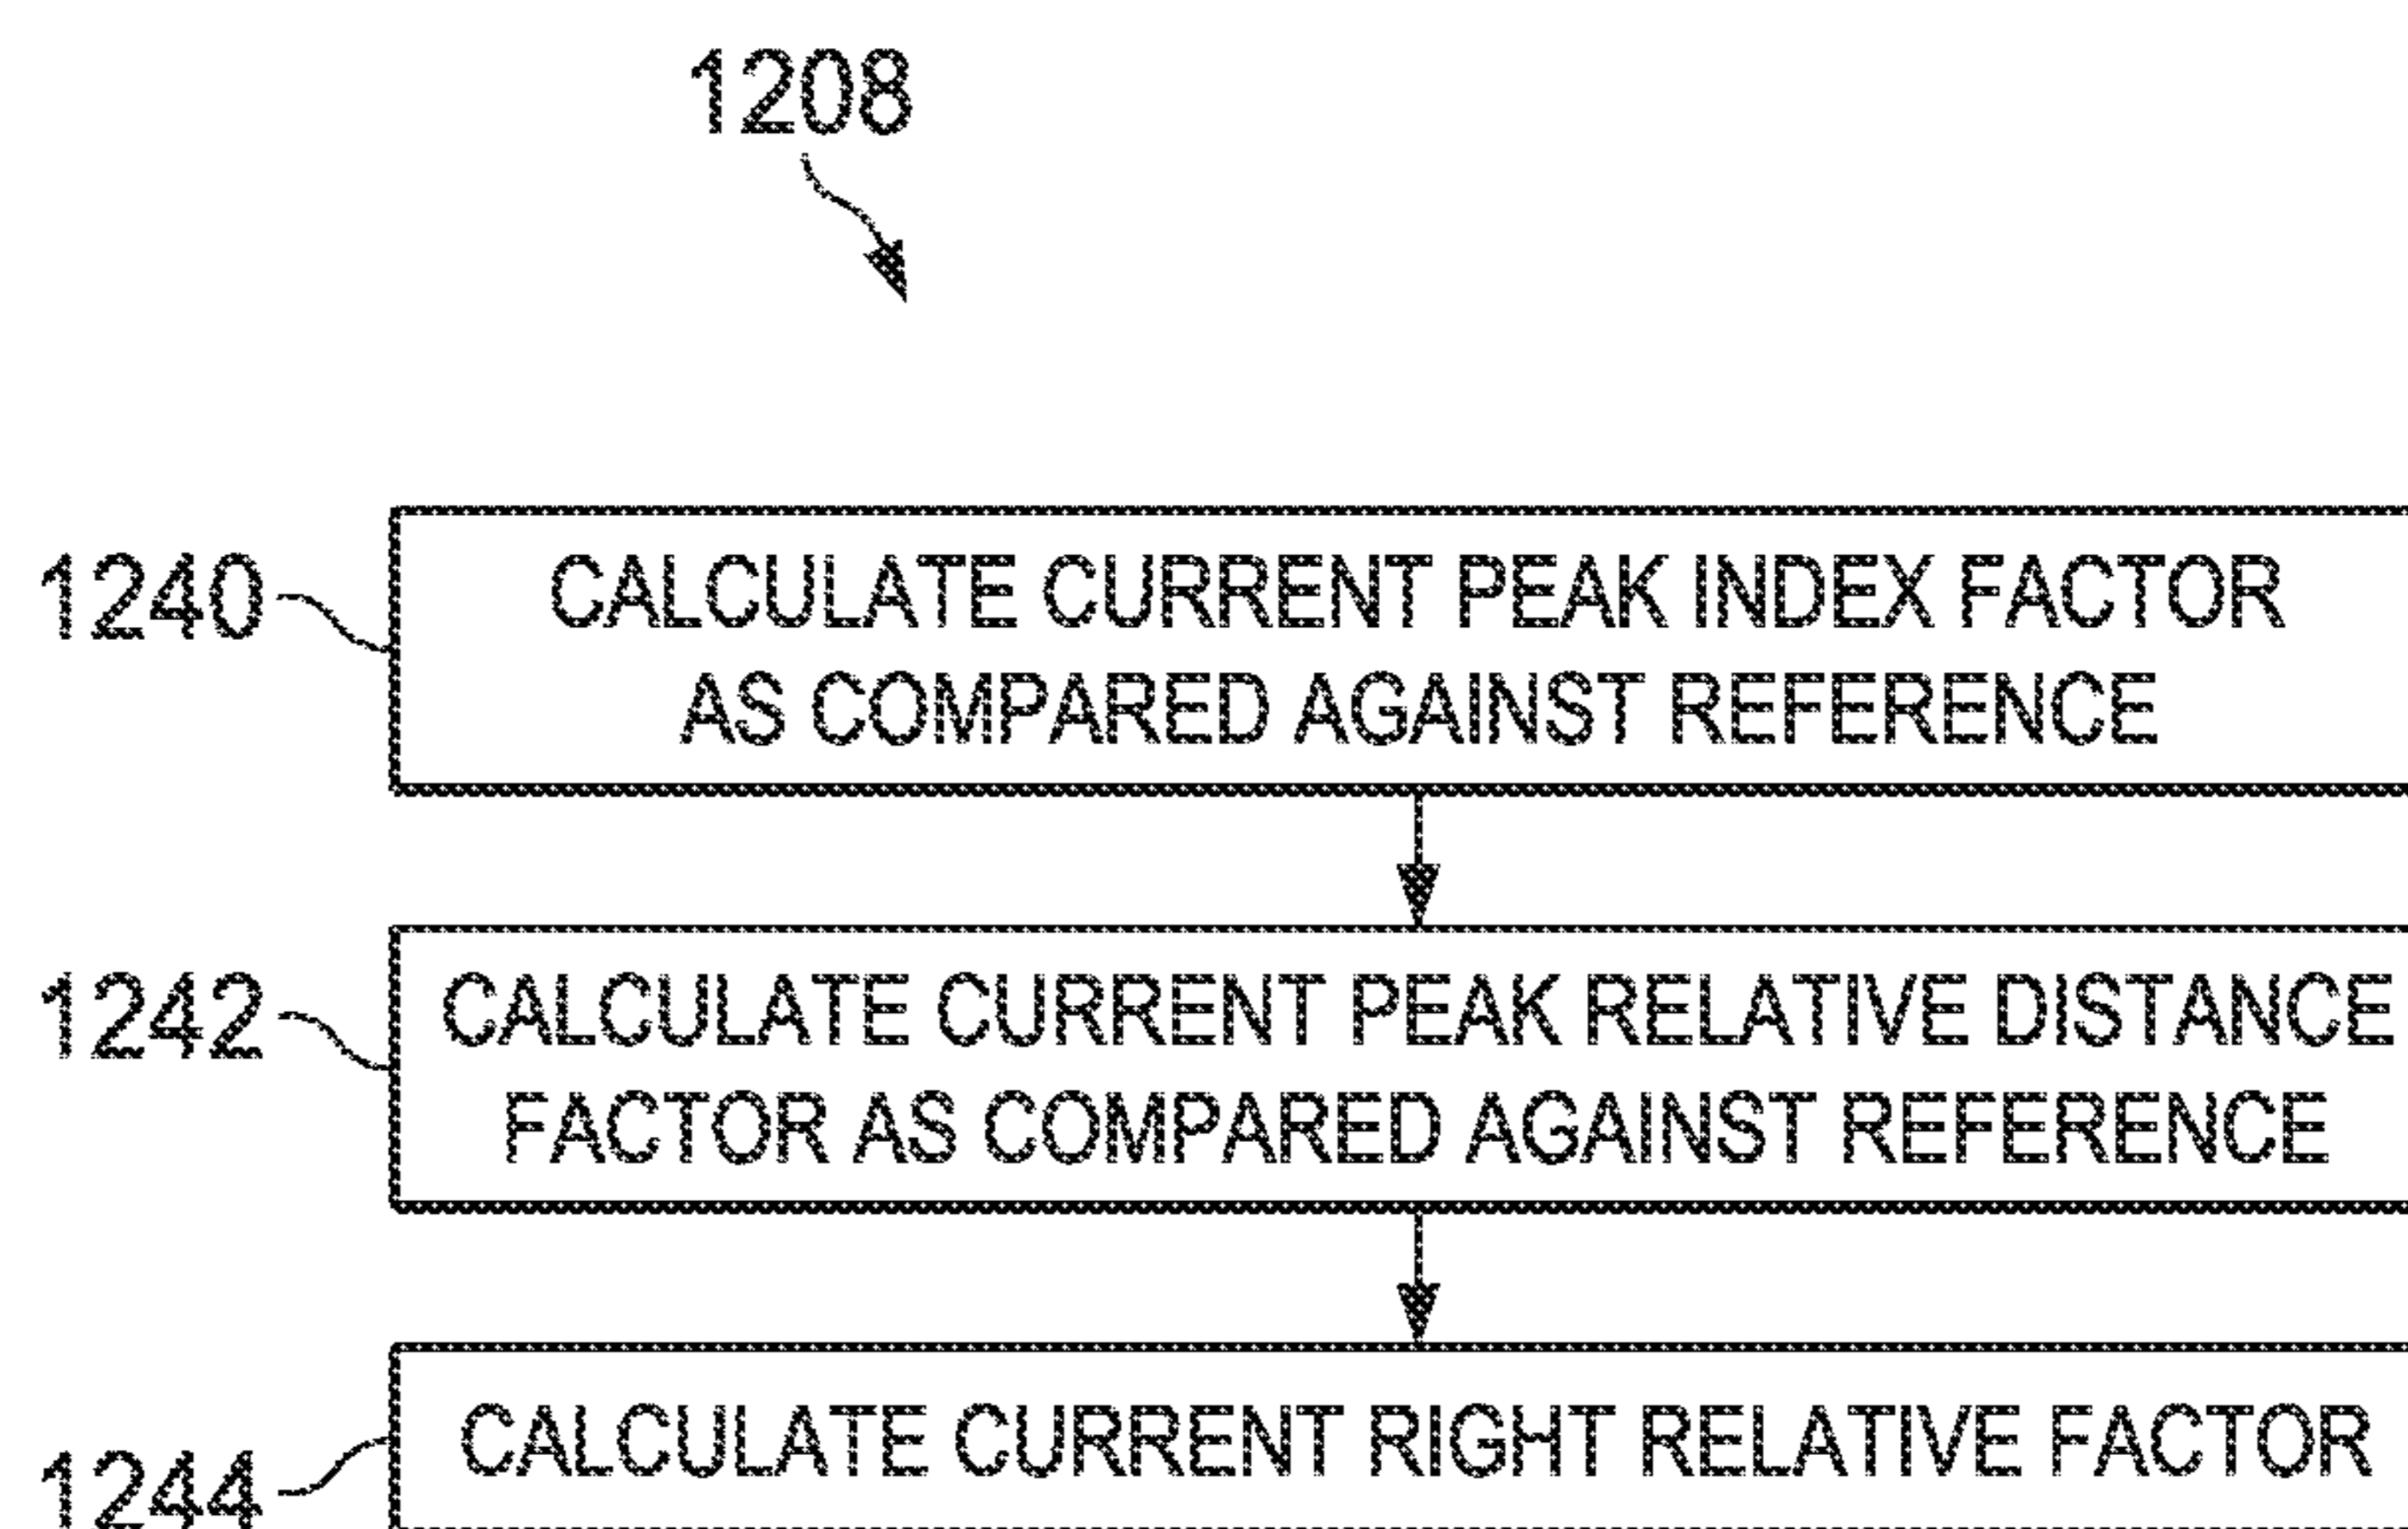 1208
1240
CALCULATE CURRENT PEAK INDEX FACTOR
AS COMPARED AGAINST REFERENCE
1242
CALCULATE CURRENT PEAK RELATIVE DISTANCE
FACTOR AS COMPARED AGAINST REFERENCE
1244
CALCULATE CURRENT RIGHT RELATIVE FACTOR